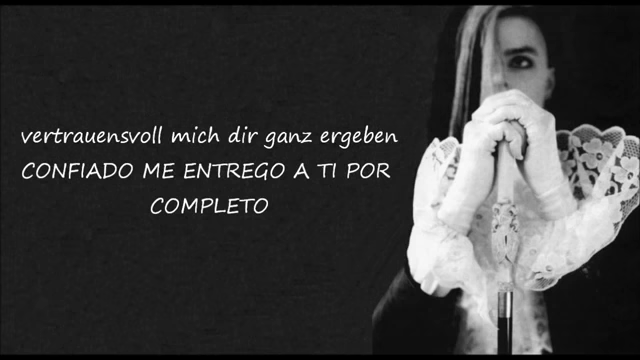 vertrauensvoll mich dir ganz ergeben
CONFIADO ME ENTREGO A TI POR
COMPLETO